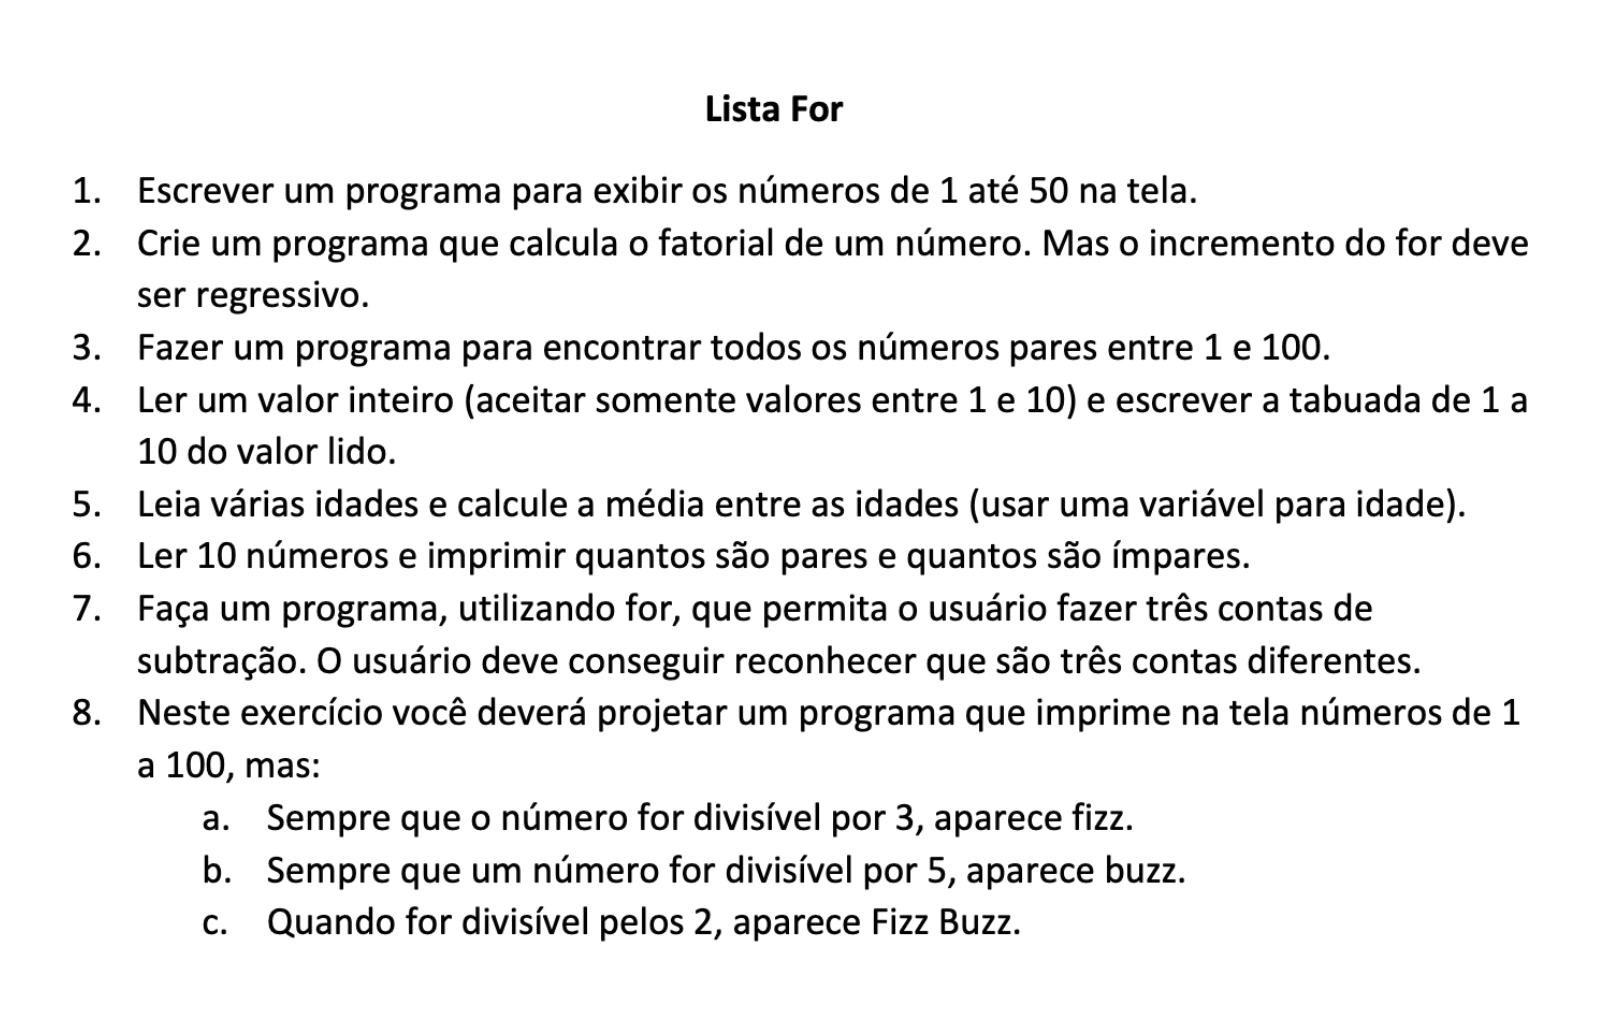 Lista For
1. Escrever um programa para exibir os números de 1 até 50 na tela.
2. Crie um programa que calcula o fatorial de um número. Mas o incremento do for deve
ser regressivo.
3. Fazer um programa para encontrar todos os números pares entre 1 e 100.
4. Ler um valor inteiro (aceitar somente valores entre 1 e 10) e escrever a tabuada de 1 a
10 do valor lido.
5. Leia várias idades e calcule a média entre as idades (usar uma variável para idade).
6. Ler 10 números e imprimir quantos são pares e quantos são ímpares.
7. Faça um programa, utilizando for, que permita o usuário fazer três contas de
subtração. O usuário deve conseguir reconhecer que são três contas diferentes.
8. Neste exercício você deverá projetar um programa que imprime na tela números de 1
a 100, mas:
a. Sempre que o número for divisível por 3, aparece fizz.
b. Sempre que um número for divisível por 5, aparece buzz.
c. Quando for divisível pelos 2, aparece Fizz Buzz.